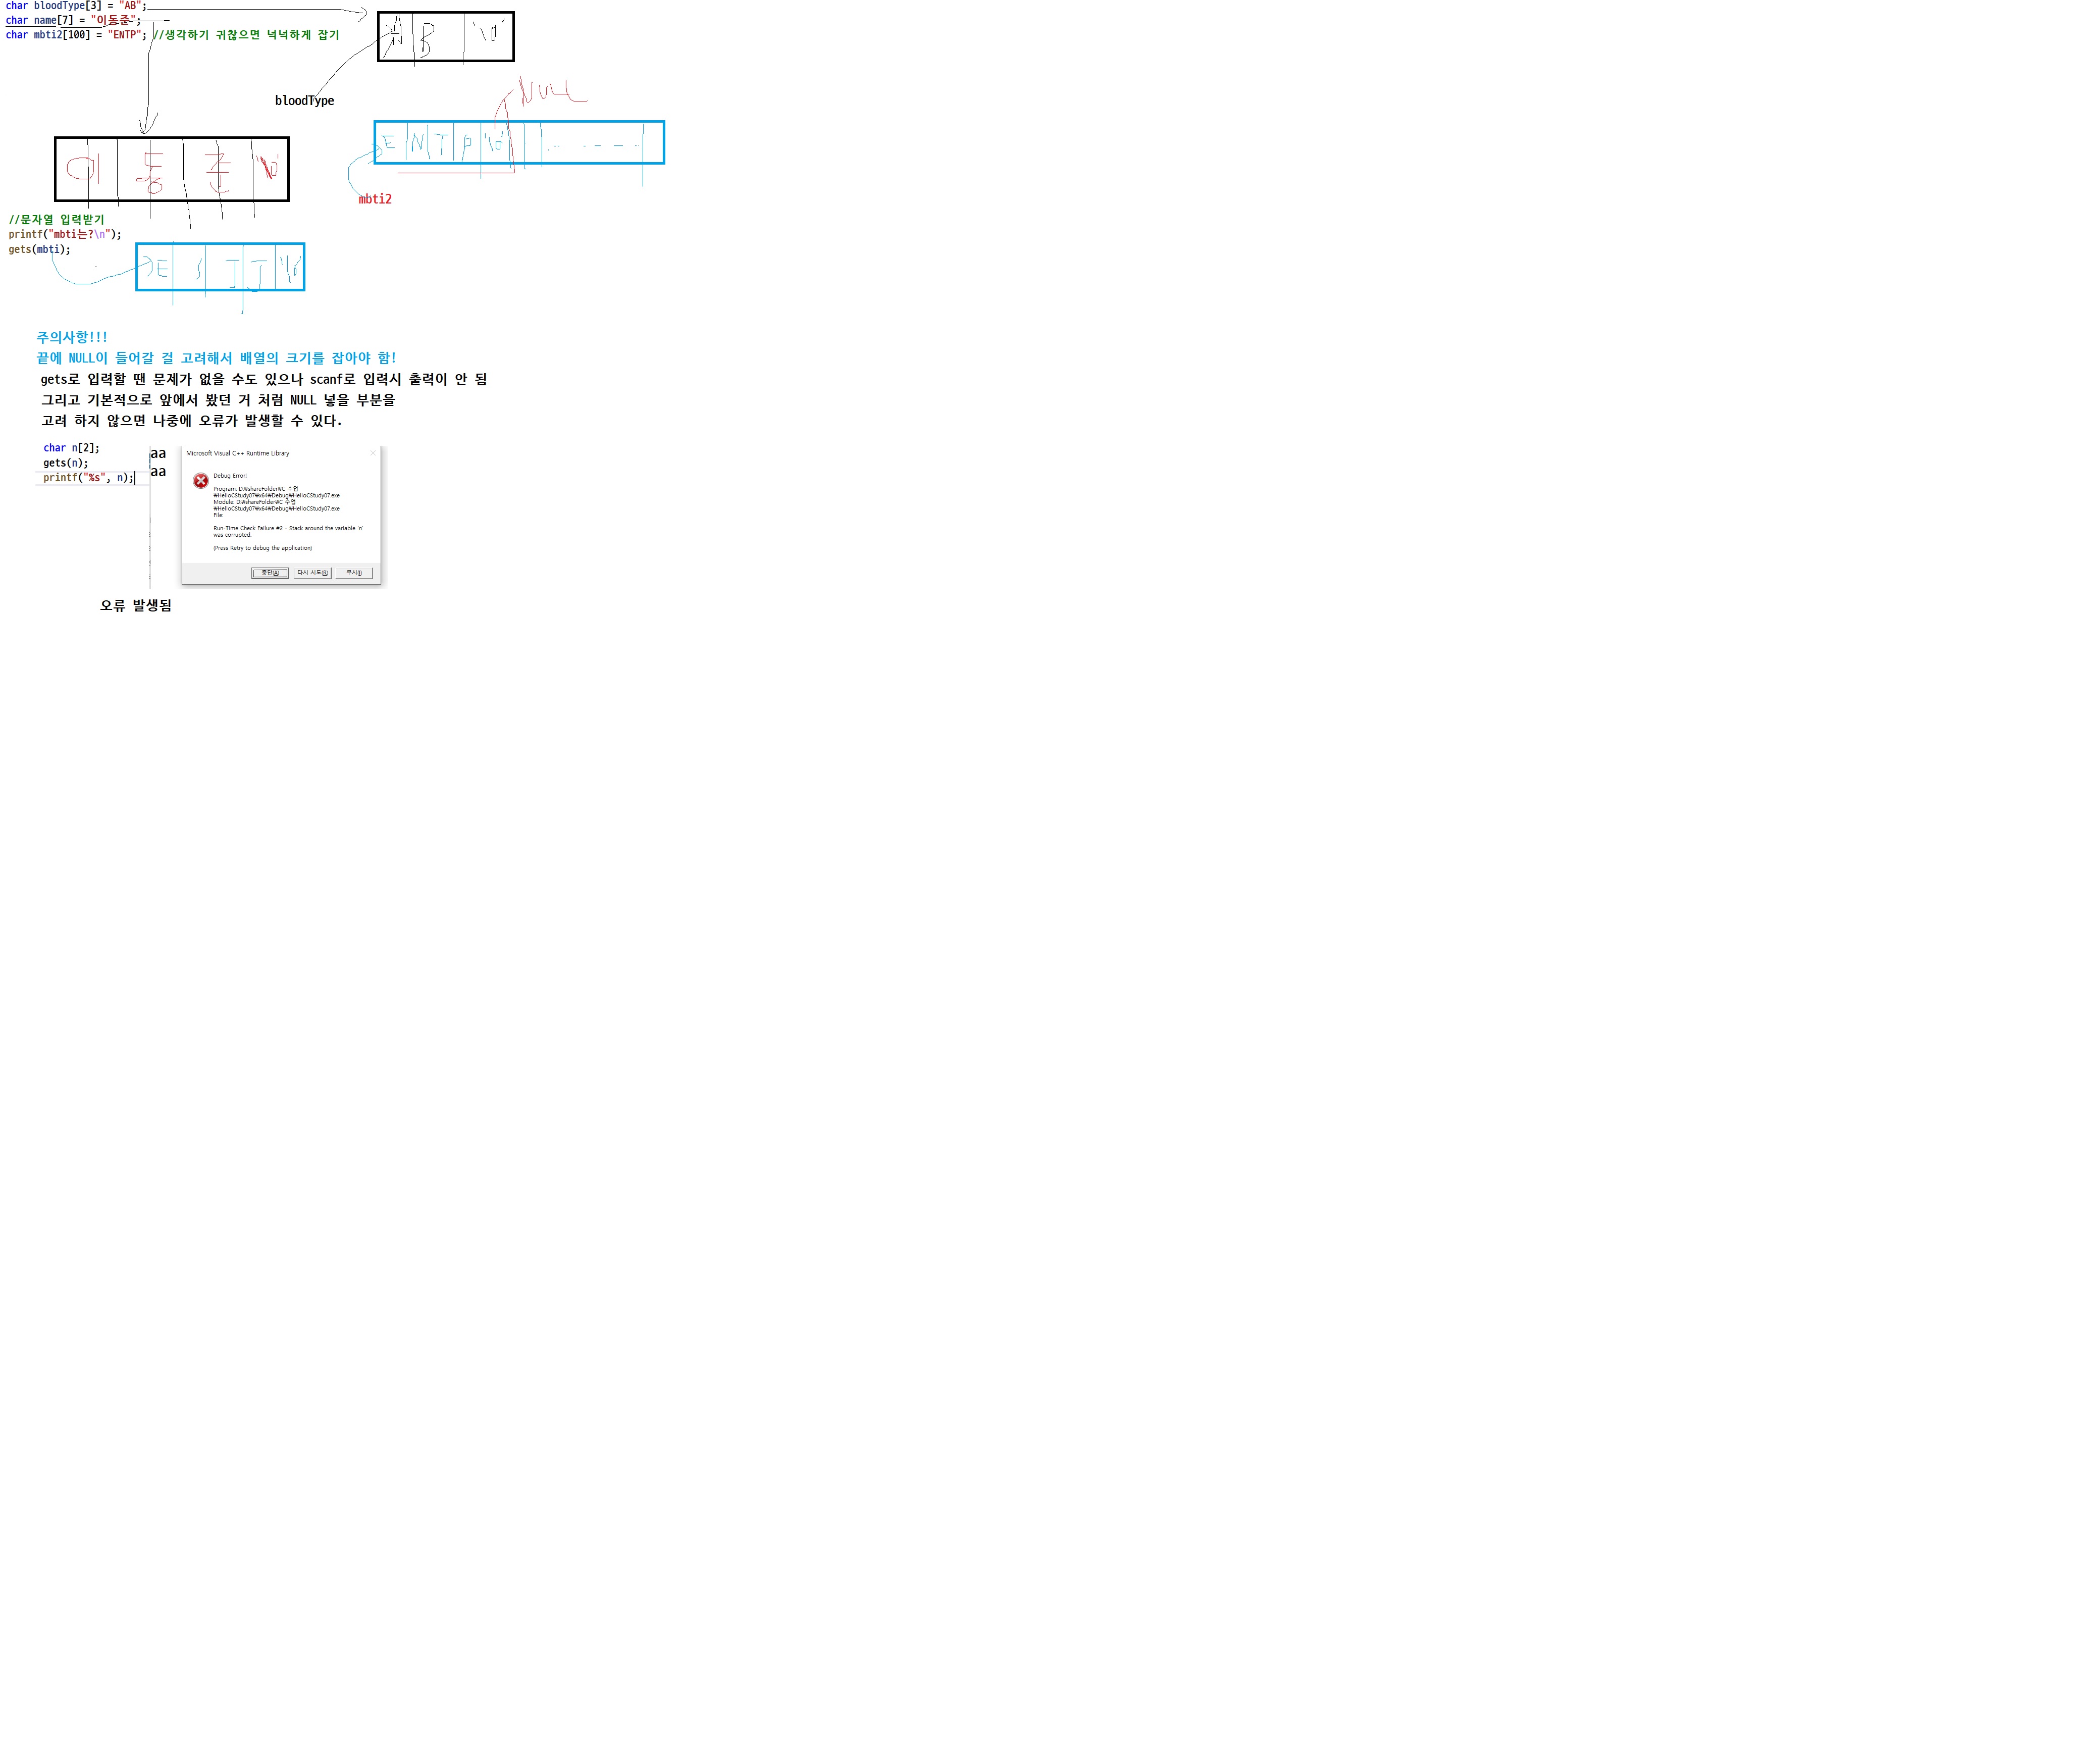 char bloodType[3] = "AB";
char name[7] = "이동준";
char mbti2[100] = "ENTP"; //생각하기 귀찮으면 넉넉하게 잡기
A B '\0'
bloodType
NULL
E N T P '\0' . . . - - - .
mbti2
이 동 준 '\0'
//문자열 입력받기
printf("mbti는?\n");
gets(mbti);
E S T J '\0'
주의사항!!!
끝에 NULL이 들어갈 걸 고려해서 배열의 크기를 잡아야 함!
gets로 입력할 땐 문제가 없을 수도 있으나 scanf로 입력시 출력이 안 됨
그리고 기본적으로 앞에서 봤던 거 처럼 NULL 넣을 부분을
고려 하지 않으면 나중에 오류가 발생할 수 있다.
char n[2];
gets(n);
printf("%s", n);
aa
aa
Microsoft Visual C++ Runtime Library
Debug Error!
Program: D:₩shareFolder₩C 수업
₩HelloCStudy07₩x64₩Debug₩HelloCStudy07.exe
Module: D:₩shareFolder₩C 수업
₩HelloCStudy07₩x64₩Debug₩HelloCStudy07.exe
File:
Run-Time Check Failure #2 - Stack around the variable 'n'
was corrupted.
(Press Retry to debug the application)
중단(A) 다시 시도(R) 무시(I)
오류 발생됨